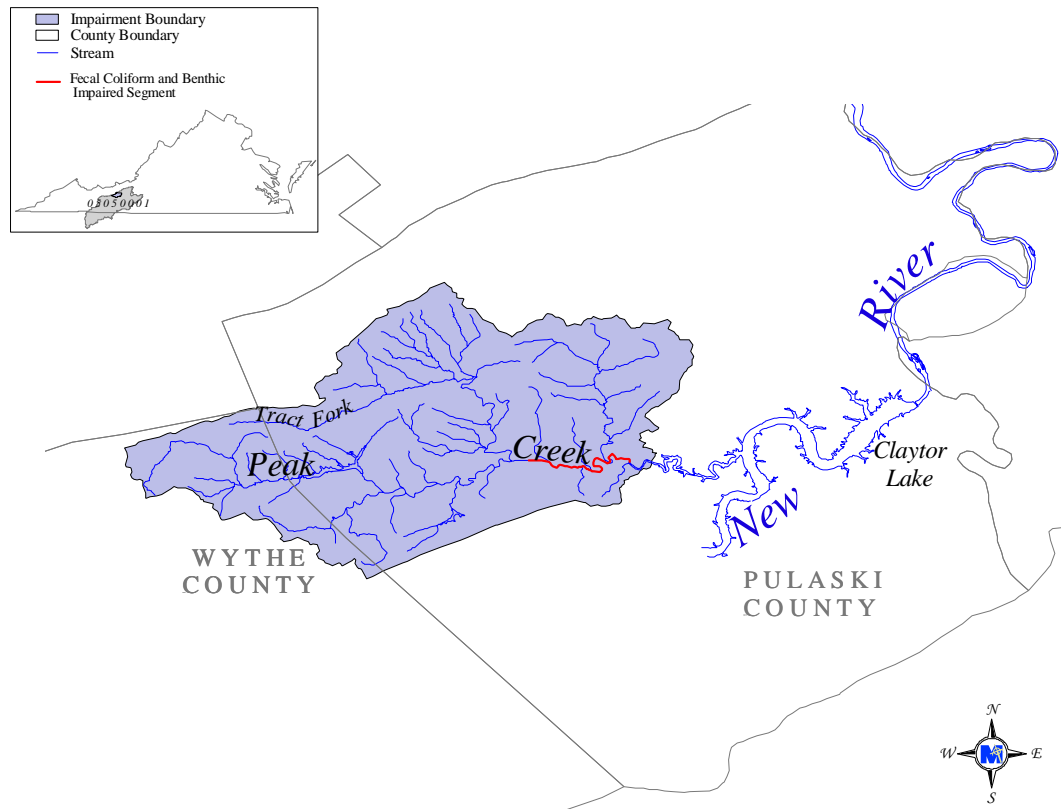 Impairment Boundary
County Boundary
Stream
Fecal Coliform and Benthic
Impaired Segment
05050001
River
Tract Fork
Creek
Peak
Claytor
Lake
New
WYTHE
COUNTY
PULASKI
COUNTY
N
W
M
E
S